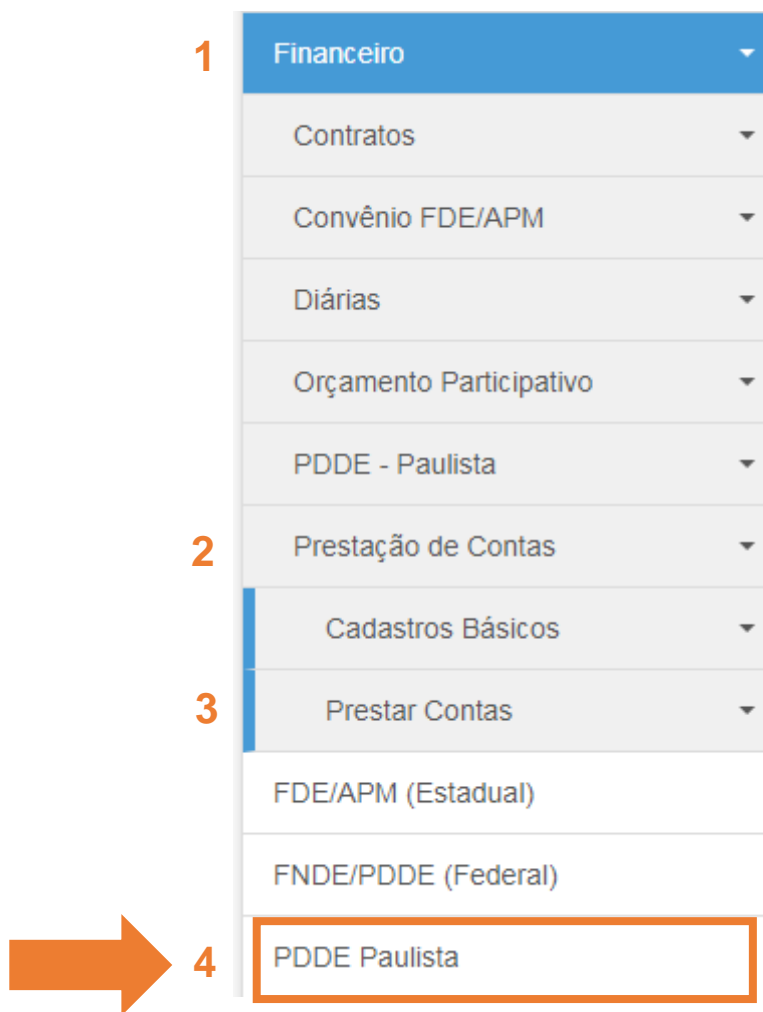 1 Financeiro
Contratos
Convênio FDE/APM
Diárias
Orçamento Participativo
PDDE - Paulista
2 Prestação de Contas
Cadastros Básicos
3 Prestar Contas
FDE/APM (Estadual)
FNDE/PDDE (Federal)
4 PDDE Paulista